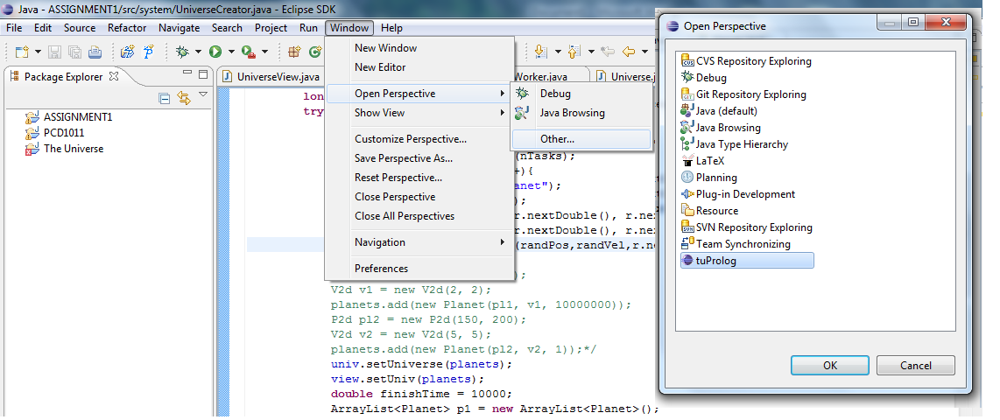 Java - ASSIGNMENT1/src/system/UniverseCreator.java - Eclipse SDK
File Edit Source Refactor Navigate Search Project Run Window Help
Package Explorer
ASSIGNMENT1
PCD1011
The Universe
UniverseView.java
Worker.java
Universe.j
New Window
New Editor
Open Perspective
Show View
Customize Perspective...
Save Perspective As...
Reset Perspective...
Close Perspective
Close All Perspectives
Navigation
Preferences
Debug
Java Browsing
Other...
lon
try
(nTasks);
+){
anet");
);
r.nextDouble(), r.ne
r.nextDouble(), r.ne
(randPos,randVel,r.n
);
V2d v1 = new V2d(2, 2);
planets.add(new Planet(pl1, v1, 10000000));
P2d pl2 = new P2d(150, 200);
V2d v2 = new V2d(5, 5);
planets.add(new Planet(pl2, v2, 1));*/
univ.setUniverse(planets);
view.setUniv(planets);
double finishTime = 10000;
ArrayList<Planet> p1 = new ArrayList<Planet>();
Open Perspective
CVS Repository Exploring
Debug
Git Repository Exploring
Java (default)
Java Browsing
Java Type Hierarchy
LaTeX
Planning
Plug-in Development
Resource
SVN Repository Exploring
Team Synchronizing
tuProlog
OK
Cancel